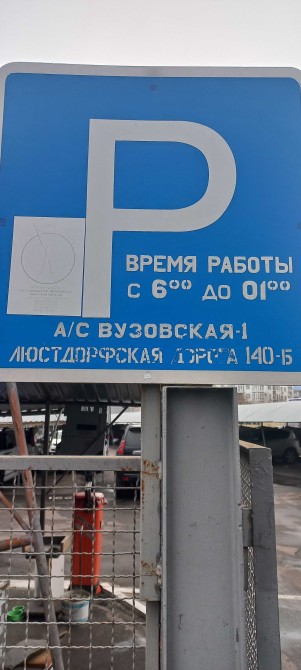 P
ВРЕМЯ РАБОТЫ
С 6⁰⁰ ДО 01⁰⁰
А/С ВУЗОВСКАЯ-1
ЛЮСТДОРФСКАЯ ДОРОГА 140-Б